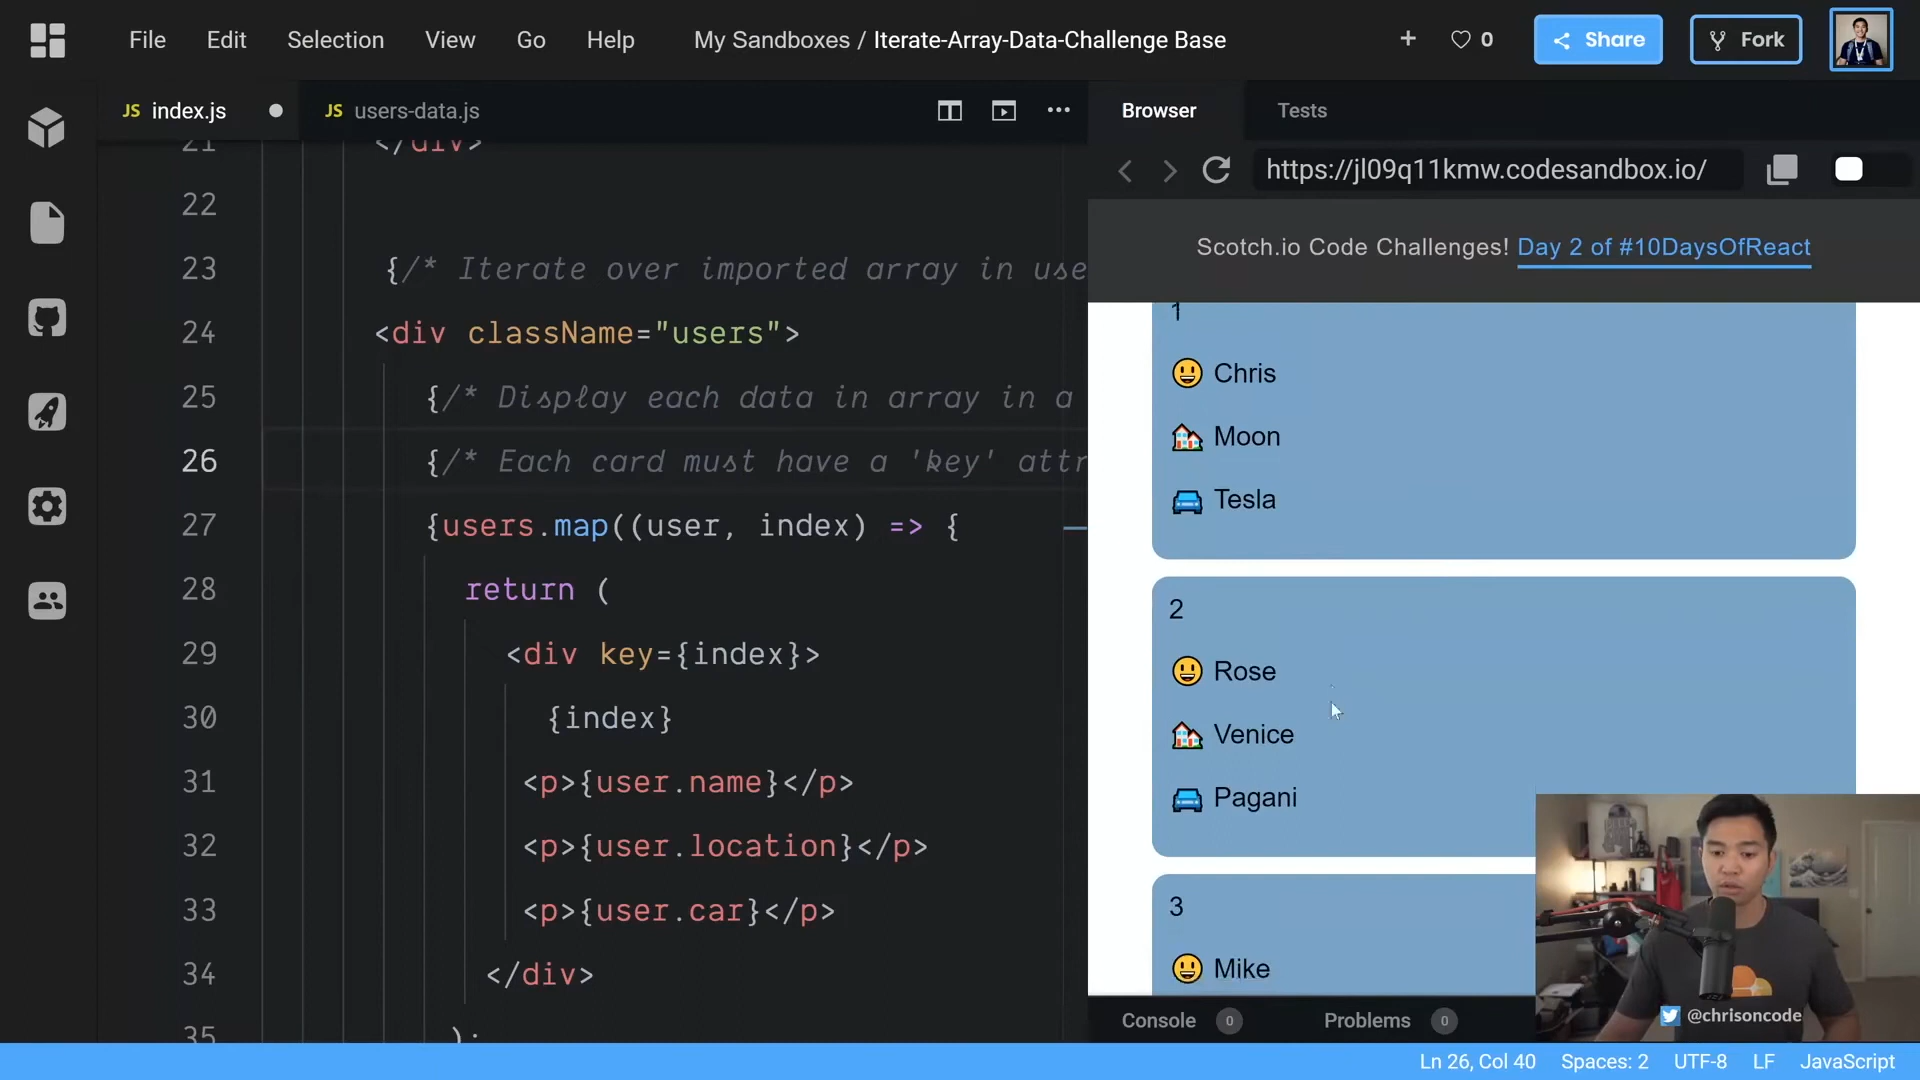 File Edit Selection View Go Help My Sandboxes / Iterate-Array-Data-Challenge Base + 0 Share Fork
JS index.js JS users-data.js ••• Browser Tests
https://jl09q11kmw.codesandbox.io/
Scotch.io Code Challenges! Day 2 of #10DaysOfReact
21 </div>
22
23 {/* Iterate over imported array in use
24 <div className="users">
25 {/* Display each data in array in a
26 {/* Each card must have a 'key' attr
27 {users.map((user, index) => {
28 return (
29 <div key={index}>
30 {index}
31 <p>{user.name}</p>
32 <p>{user.location}</p>
33 <p>{user.car}</p>
34 </div>
35 );
1
😃 Chris
🏡 Moon
🚘 Tesla
2
😃 Rose
🏡 Venice
🚘 Pagani
3
😃 Mike
@chrisoncode
Console 0 Problems 0
Ln 26, Col 40 Spaces: 2 UTF-8 LF JavaScript